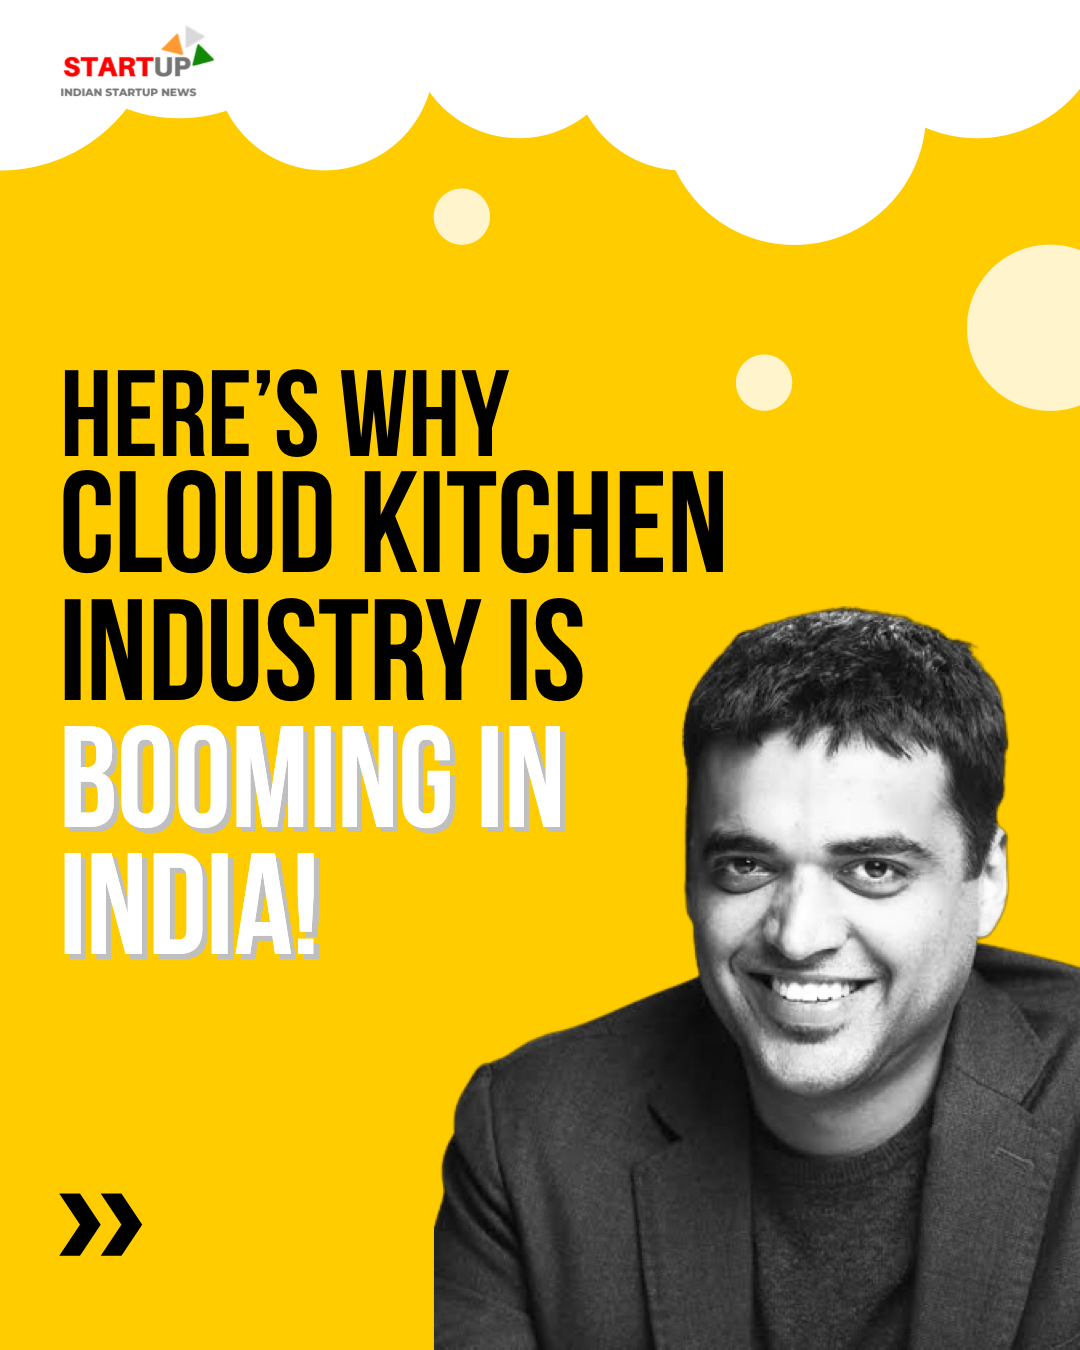 STARTUP
INDIAN STARTUP NEWS
HERE’S WHY
CLOUD KITCHEN
INDUSTRY IS
BOOMING IN
INDIA!